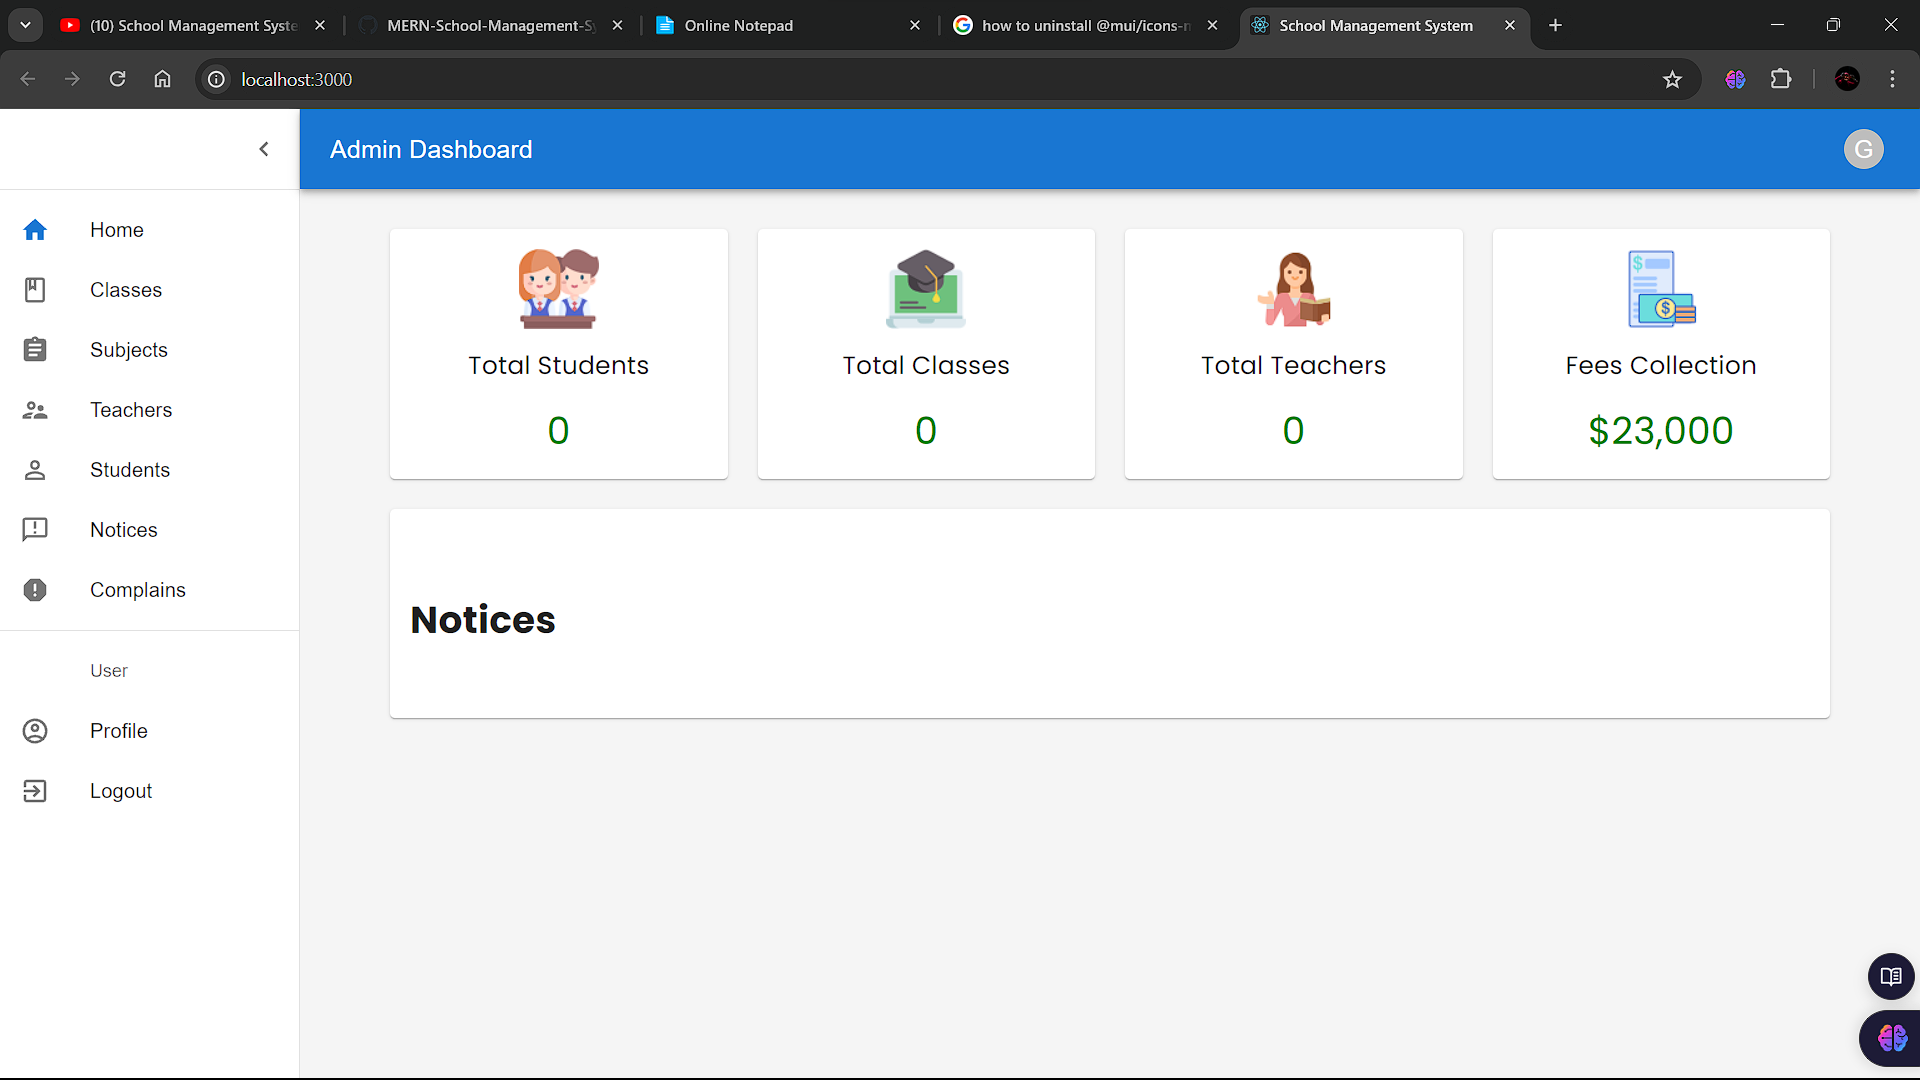 (10) School Management Syste
MERN-School-Management-Sy
Online Notepad
how to uninstall @mui/icons-m
School Management System
localhost:3000
Admin Dashboard
G
Home
Classes
Subjects
Teachers
Students
Notices
Complains
User
Profile
Logout
Total Students
0
Total Classes
0
Total Teachers
0
Fees Collection
$23,000
Notices